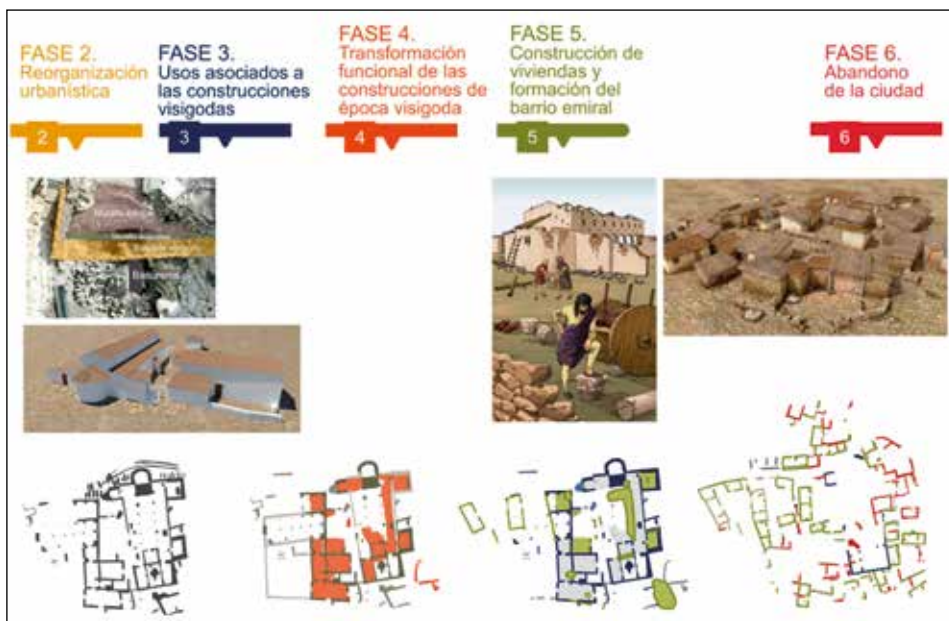 FASE 2.
Reorganización
urbanística
2
FASE 3.
Usos asociados a
las construcciones
visigodas
3
FASE 4.
Transformación
funcional de las
construcciones de
época visigoda
4
FASE 5.
Construcción de
viviendas y
formación del
barrio emiral
5
FASE 6.
Abandono
de la ciudad
6